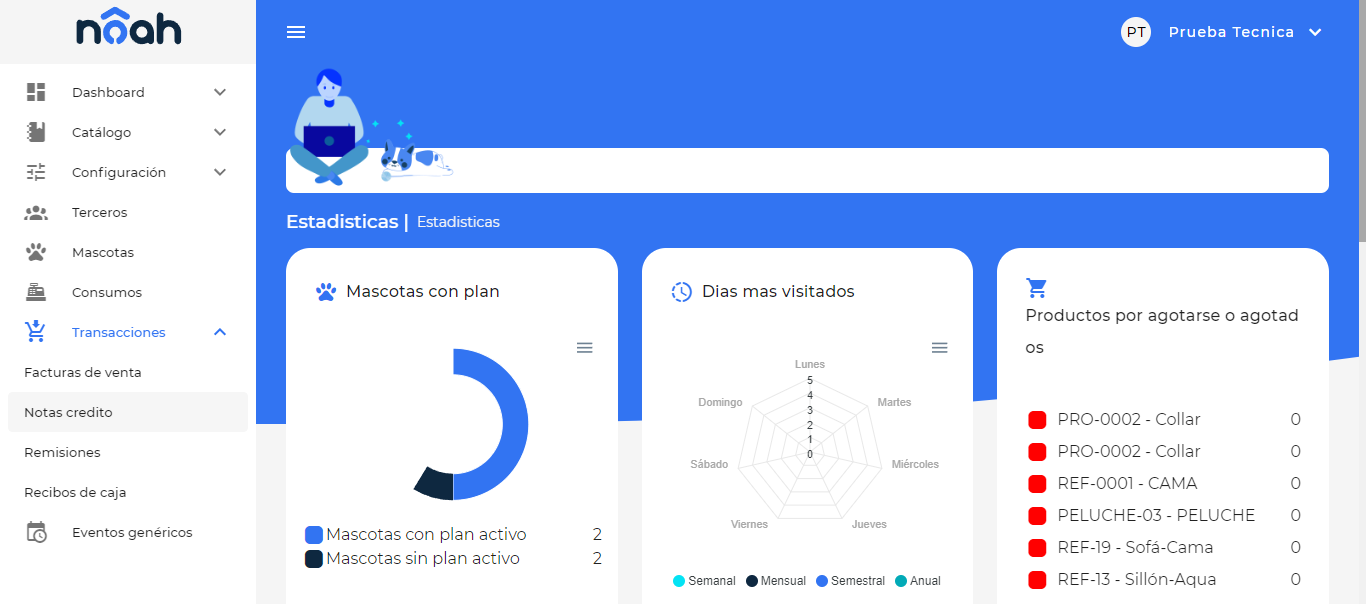 nôah
PT Prueba Tecnica
Dashboard
Catálogo
Configuración
Terceros
Mascotas
Consumos
Transacciones
Facturas de venta
Notas credito
Remisiones
Recibos de caja
Eventos genéricos
Estadisticas | Estadisticas
Mascotas con plan
Mascotas con plan activo 2
Mascotas sin plan activo 2
Dias mas visitados
Lunes
5
4
3
2
1
0
Domingo
Martes
Sábado
Miércoles
Viernes
Jueves
Semanal Mensual Semestral Anual
Productos por agotarse o agotad
os
PRO-0002 - Collar 0
PRO-0002 - Collar 0
REF-0001 - CAMA 0
PELUCHE-03 - PELUCHE 0
REF-19 - Sofá-Cama 0
REF-13 - Sillón-Aqua 0